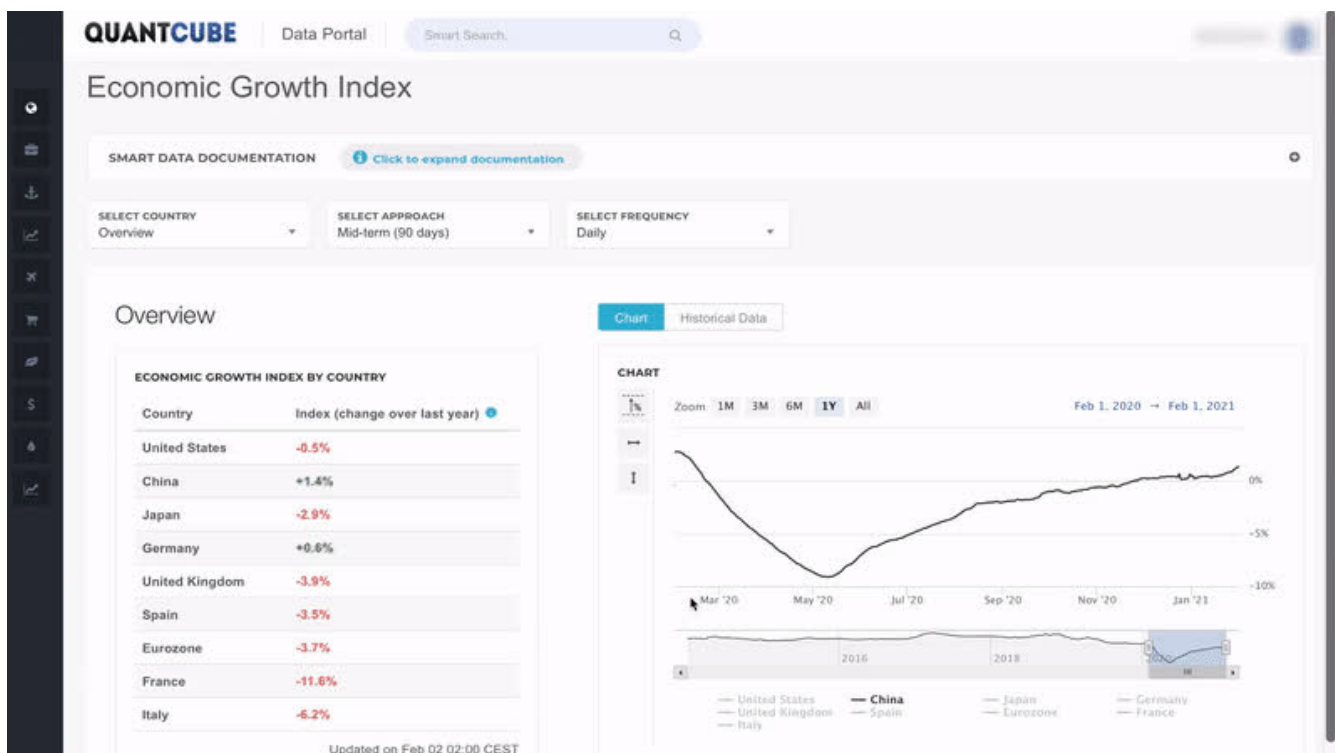 QUANTCUBE
Data Portal
Smart Search.
Economic Growth Index
SMART DATA DOCUMENTATION
Click to expand documentation
SELECT COUNTRY
Overview
SELECT APPROACH
Mid-term (90 days)
SELECT FREQUENCY
Daily
Overview
ECONOMIC GROWTH INDEX BY COUNTRY
Country Index (change over last year)
United States -0.5%
China +1.4%
Japan -2.9%
Germany +0.6%
United Kingdom -3.9%
Spain -3.5%
Eurozone -3.7%
France -11.6%
Italy -6.2%
Updated on Feb 02 02:00 CEST
Chart Historical Data
CHART
Zoom 1M 3M 6M 1Y All Feb 1, 2020 → Feb 1, 2021
0%
-5%
-10%
Mar '20 May '20 Jul '20 Sep '20 Nov '20 Jan '21
2016 2018 2020
United States China Japan Germany
United Kingdom Spain Eurozone France
Italy